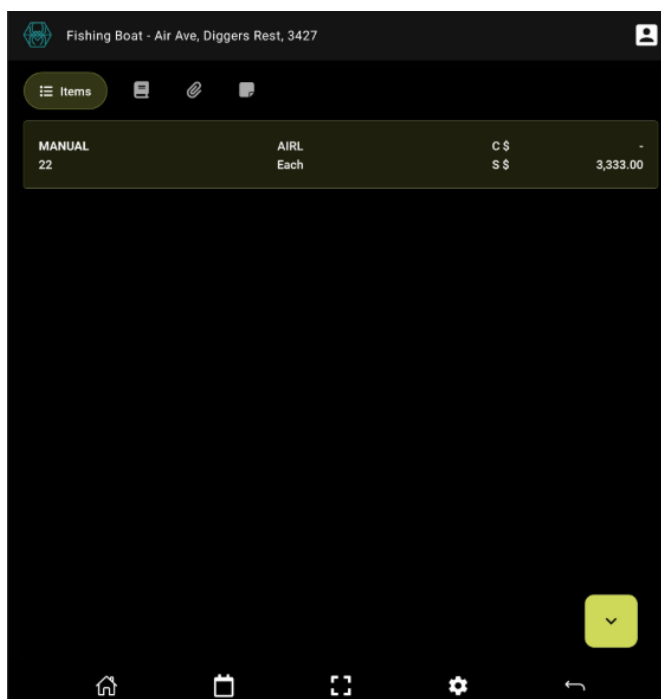 Fishing Boat - Air Ave, Diggers Rest, 3427
Items
MANUAL AIRL C $ -
22 Each S $ 3,333.00